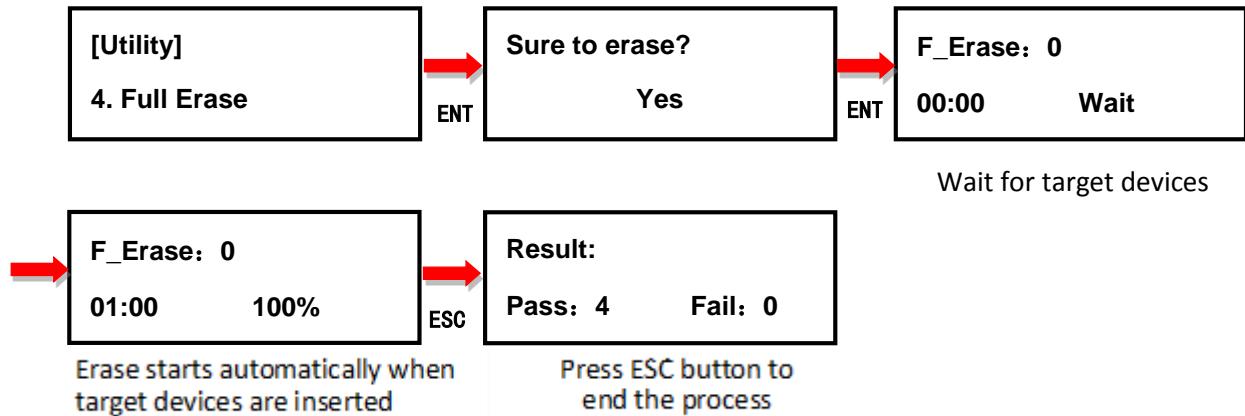 [Utility]
4. Full Erase
ENT
Sure to erase?
Yes
ENT
F_Erase：0
00:00 Wait
Wait for target devices
F_Erase：0
01:00 100%
ESC
Erase starts automatically when
target devices are inserted
Result:
Pass：4 Fail：0
Press ESC button to
end the process